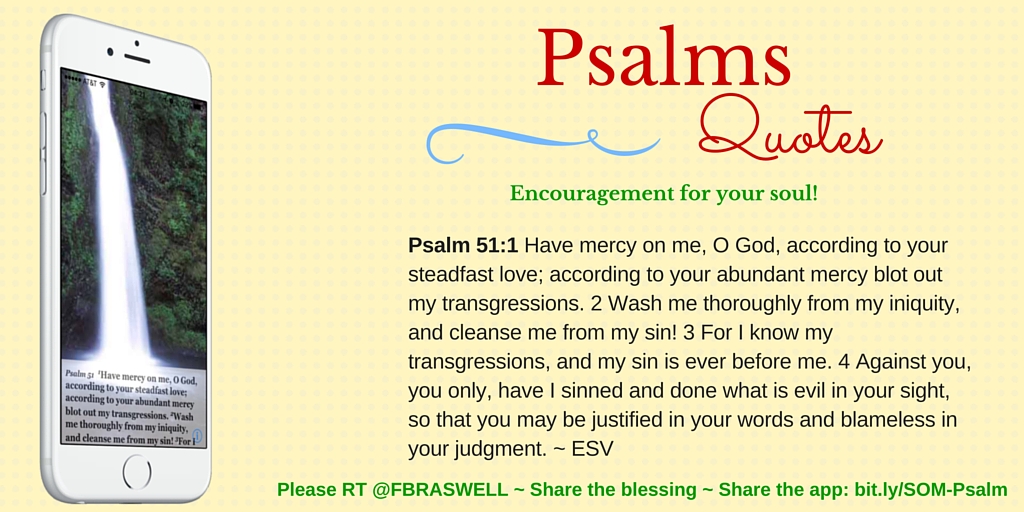 Psalms
Quotes
Encouragement for your soul!
Psalm 51:1 Have mercy on me, O God, according to your
steadfast love; according to your abundant mercy blot out
my transgressions. 2 Wash me thoroughly from my iniquity,
and cleanse me from my sin! 3 For I know my
transgressions, and my sin is ever before me. 4 Against you,
you only, have I sinned and done what is evil in your sight,
so that you may be justified in your words and blameless in
your judgment. ~ ESV
AT&T
Psalm 51 ¹Have mercy on me, O God,
according to your steadfast love;
according to your abundant mercy
blot out my transgressions. ²Wash
me thoroughly from my iniquity,
and cleanse me from my sin! ³For I
Please RT @FBRASWELL ~ Share the blessing ~ Share the app: bit.ly/SOM-Psalm